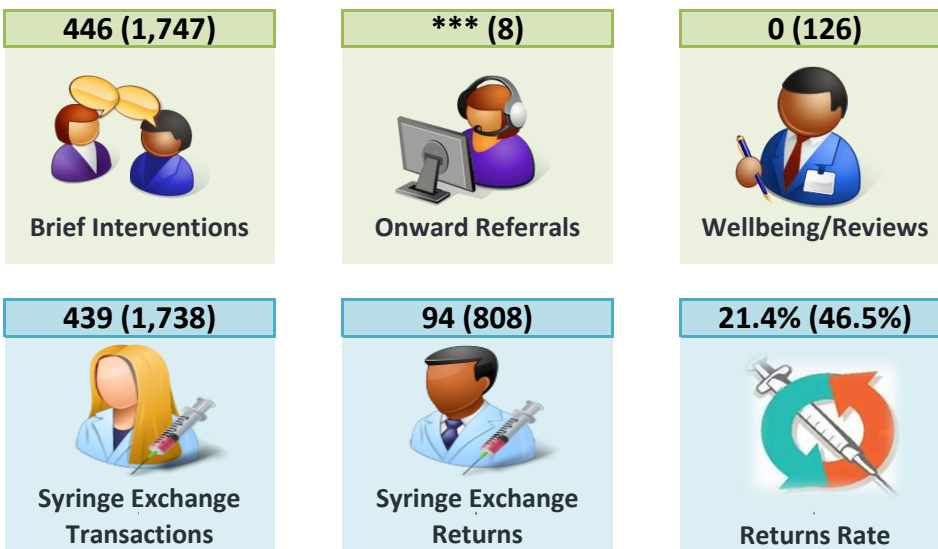 446 (1,747)
*** (8)
0 (126)
Brief Interventions
Onward Referrals
Wellbeing/Reviews
439 (1,738)
94 (808)
21.4% (46.5%)
Syringe Exchange
Transactions
Syringe Exchange
Returns
Returns Rate